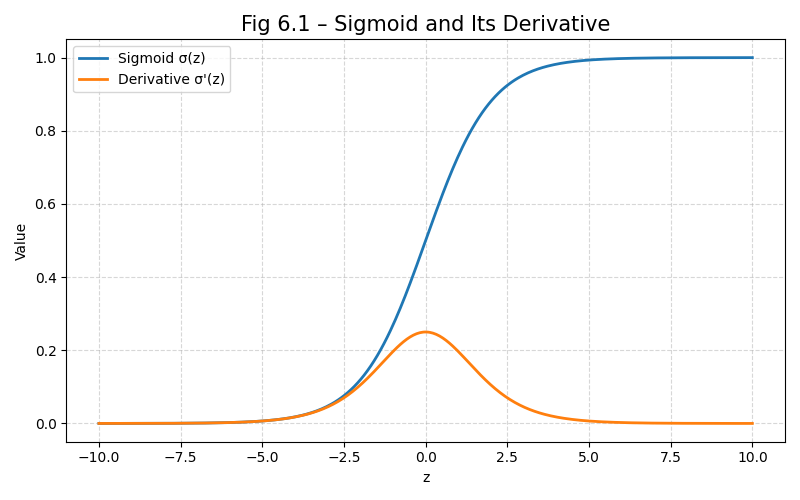 Fig 6.1 – Sigmoid and Its Derivative
Sigmoid σ(z)
Derivative σ'(z)
Value
1.0
0.8
0.6
0.4
0.2
0.0
−10.0 −7.5 −5.0 −2.5 0.0 2.5 5.0 7.5 10.0
z